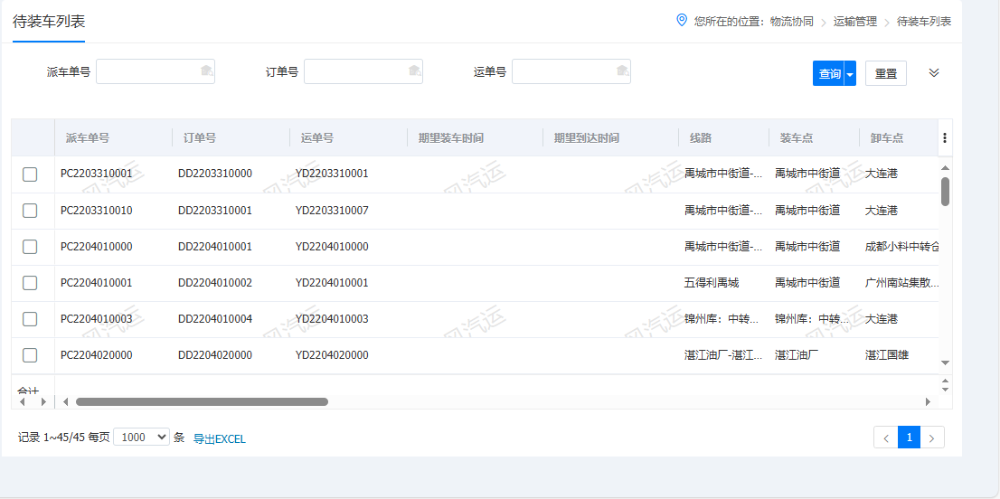 待装车列表
您所在的位置： 物流协同 运输管理 待装车列表
派车单号 订单号 运单号 查询 重置
派车单号 订单号 运单号 期望装车时间 期望到达时间 线路 装车点 卸车点
PC2203310001 DD2203310000 YD2203310001 禹城市中街道-... 禹城市中街道 大连港
PC2203310010 DD2203310001 YD2203310007 禹城市中街道-... 禹城市中街道 大连港
PC2204010000 DD2204010001 YD2204010000 禹城市中街道-... 禹城市中街道 成都小料中转仓
PC2204010001 DD2204010002 YD2204010001 五得利禹城 禹城市中街道 广州南站集散...
PC2204010003 DD2204010004 YD2204010003 锦州库：中转... 锦州库：中转... 大连港
PC2204020000 DD2204020000 YD2204020000 湛江油厂-湛江... 湛江油厂 湛江国雄
合计
记录 1~45/45 每页 1000 条 导出EXCEL
1